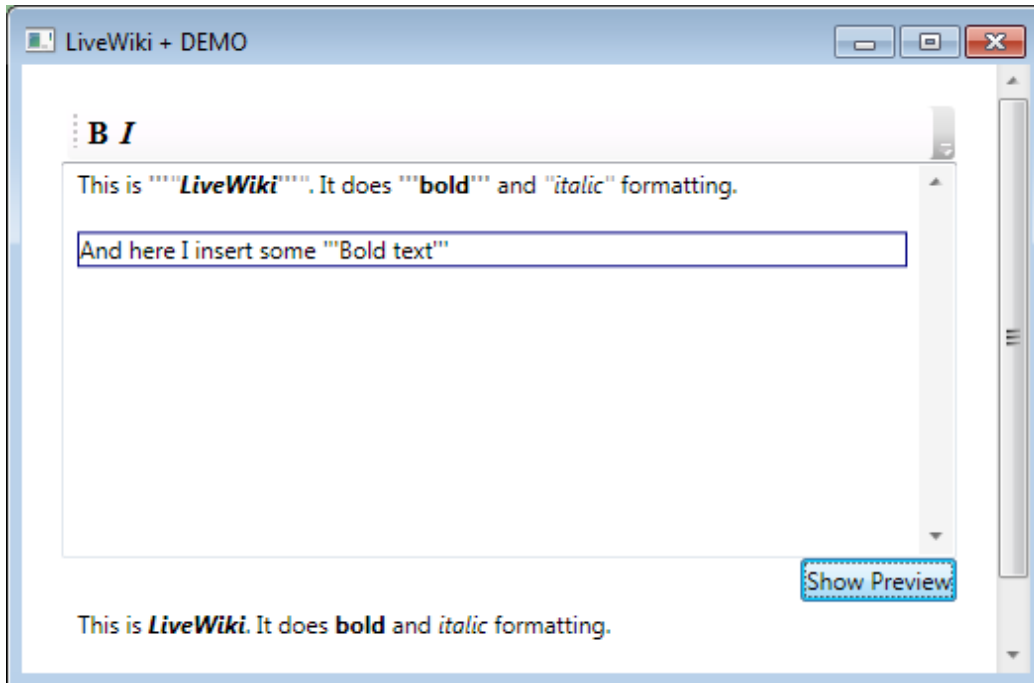 LiveWiki + DEMO
B I
This is '''''LiveWiki'''''. It does '''bold''' and ''italic'' formatting.
And here I insert some '''Bold text'''
Show Preview
This is LiveWiki. It does bold and italic formatting.